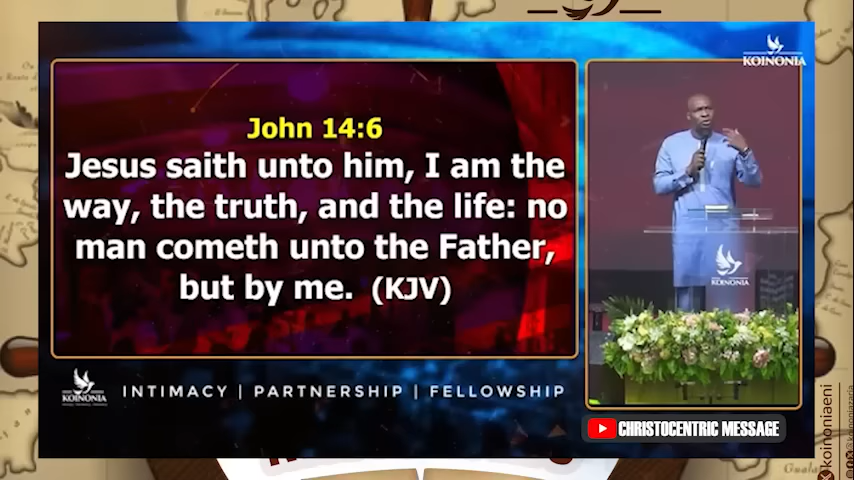 KOINONIA
John 14:6
Jesus saith unto him, I am the
way, the truth, and the life: no
man cometh unto the Father,
but by me. (KJV)
KOINONIA
KOINONIA
INTIMACY | PARTNERSHIP | FELLOWSHIP
CHRISTOCENTRIC MESSAGE
koinoniaeni